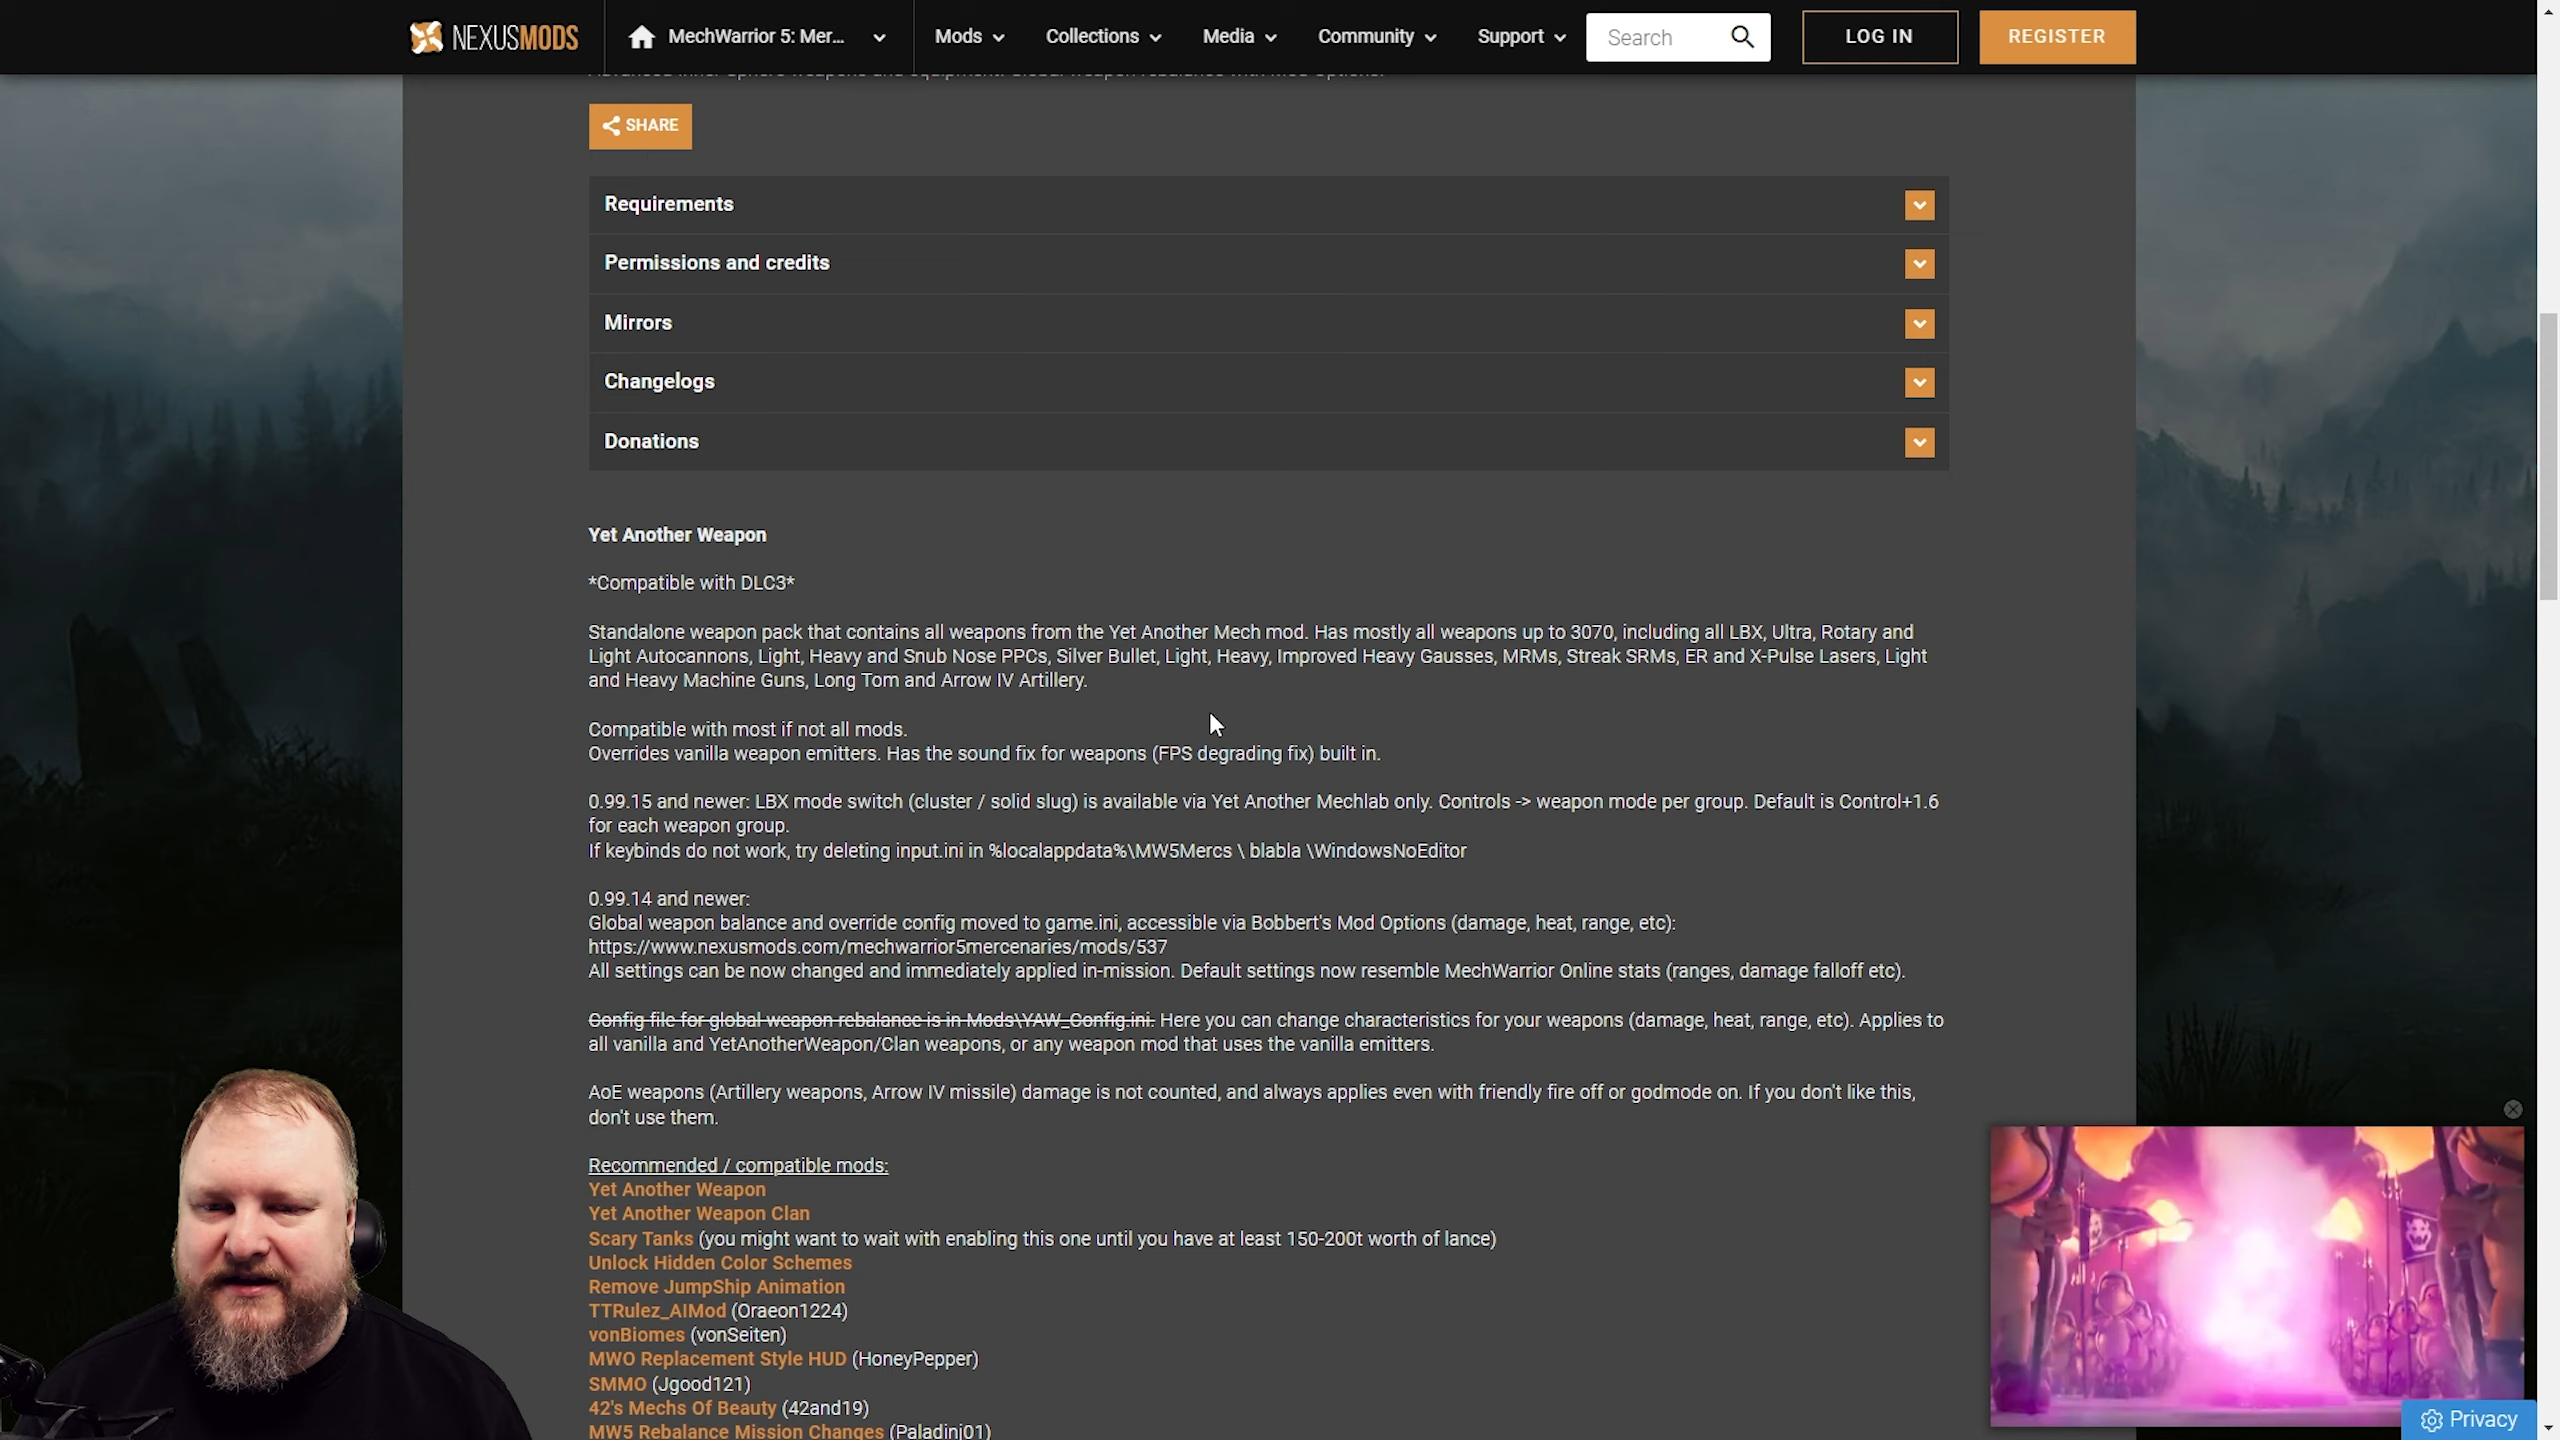 NEXUSMODS
MechWarrior 5: Mer...
Mods
Collections
Media
Community
Support
Search
LOG IN
REGISTER
Advanced Inner Sphere weapons and equipment. Global weapon rebalance with Mod Options.
SHARE
Requirements
Permissions and credits
Mirrors
Changelogs
Donations
Yet Another Weapon
*Compatible with DLC3*
Standalone weapon pack that contains all weapons from the Yet Another Mech mod. Has mostly all weapons up to 3070, including all LBX, Ultra, Rotary and
Light Autocannons, Light, Heavy and Snub Nose PPCs, Silver Bullet, Light, Heavy, Improved Heavy Gausses, MRMs, Streak SRMs, ER and X-Pulse Lasers, Light
and Heavy Machine Guns, Long Tom and Arrow IV Artillery.
Compatible with most if not all mods.
Overrides vanilla weapon emitters. Has the sound fix for weapons (FPS degrading fix) built in.
0.99.15 and newer: LBX mode switch (cluster / solid slug) is available via Yet Another Mechlab only. Controls -> weapon mode per group. Default is Control+1.6
for each weapon group.
If keybinds do not work, try deleting input.ini in %localappdata%\MW5Mercs \ blabla \WindowsNoEditor
0.99.14 and newer:
Global weapon balance and override config moved to game.ini, accessible via Bobbert's Mod Options (damage, heat, range, etc):
https://www.nexusmods.com/mechwarrior5mercenaries/mods/537
All settings can be now changed and immediately applied in-mission. Default settings now resemble MechWarrior Online stats (ranges, damage falloff etc).
Config file for global weapon rebalance is in Mods\YAW_Config.ini. Here you can change characteristics for your weapons (damage, heat, range, etc). Applies to
all vanilla and YetAnotherWeapon/Clan weapons, or any weapon mod that uses the vanilla emitters.
AoE weapons (Artillery weapons, Arrow IV missile) damage is not counted, and always applies even with friendly fire off or godmode on. If you don't like this,
don't use them.
Recommended / compatible mods:
Yet Another Weapon
Yet Another Weapon Clan
Scary Tanks (you might want to wait with enabling this one until you have at least 150-200t worth of lance)
Unlock Hidden Color Schemes
Remove JumpShip Animation
TTRulez_AIMod (Oraeon1224)
vonBiomes (vonSeiten)
MWO Replacement Style HUD (HoneyPepper)
SMMO (Jgood121)
42's Mechs Of Beauty (42and19)
MW5 Rebalance Mission Changes (Paladinj01)
Privacy